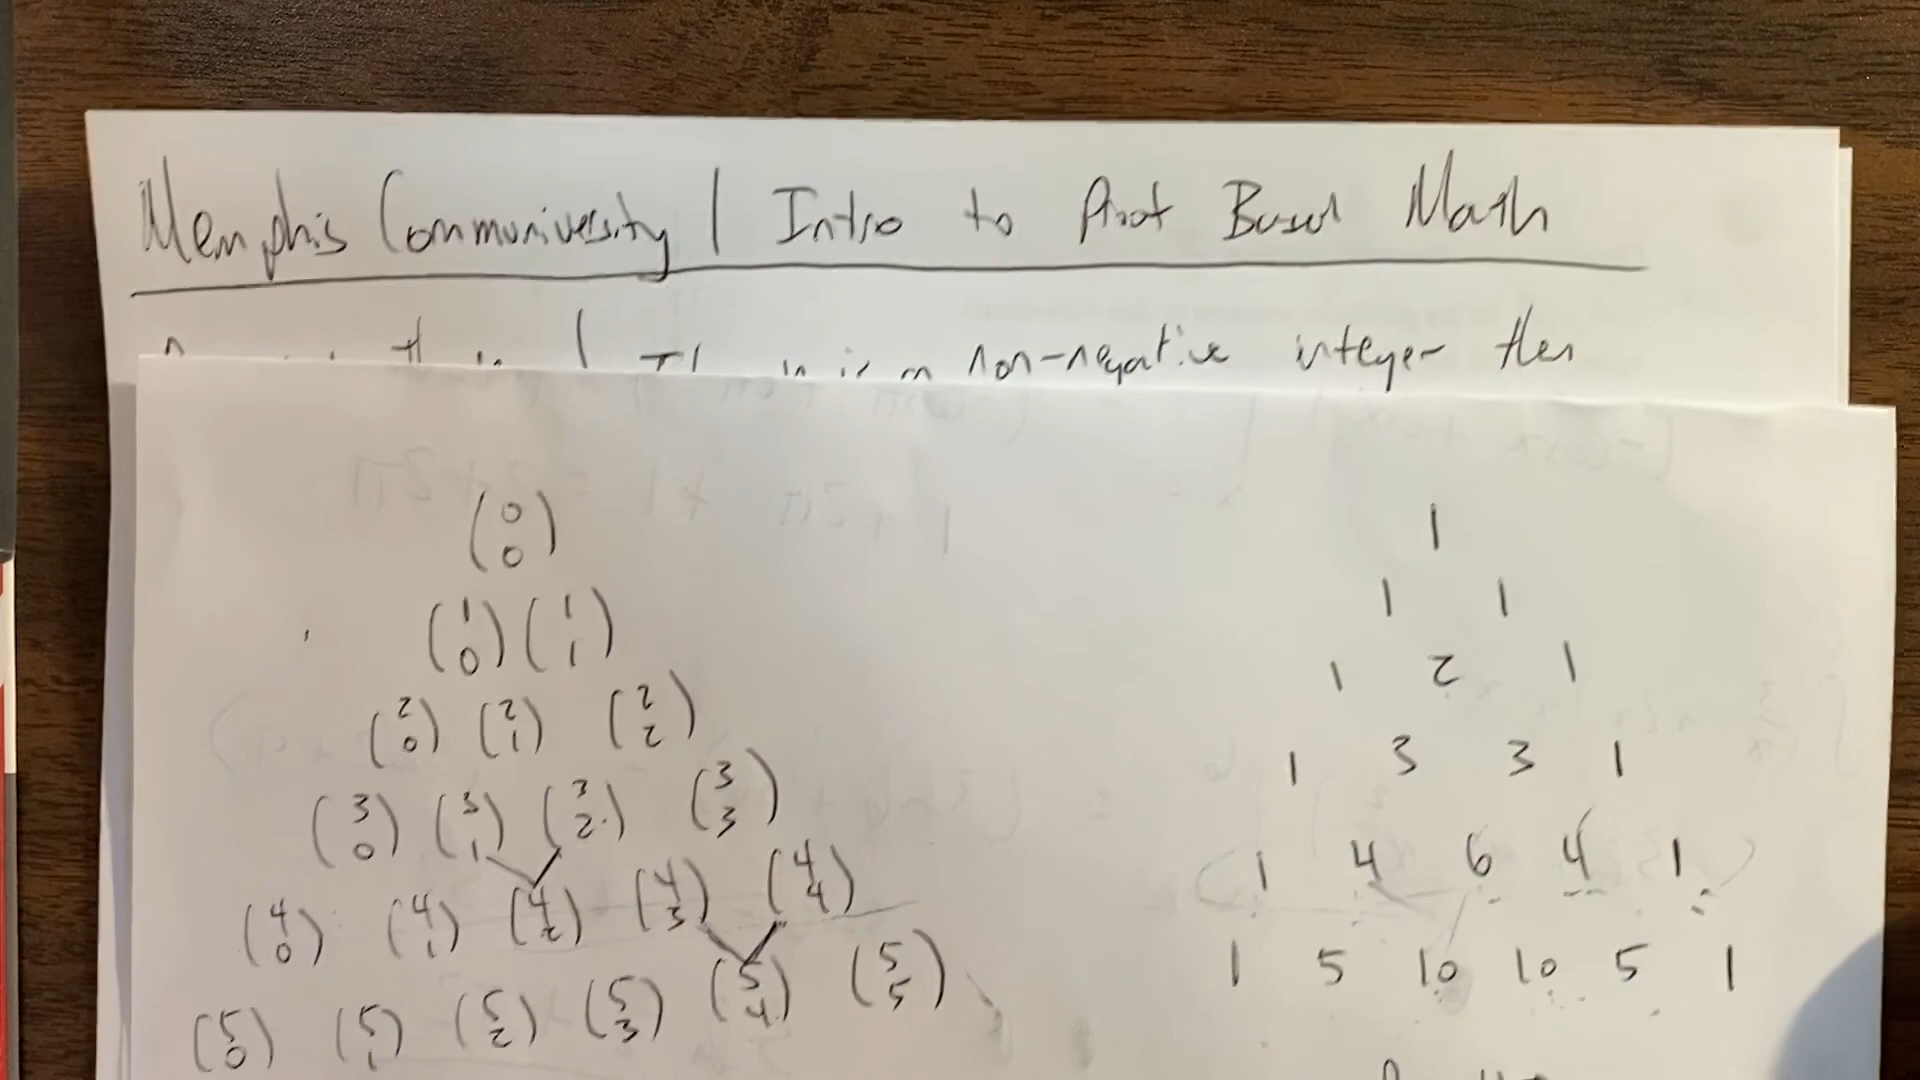 Memphis Communiversity | Intro to Proof Based Math
non-negative integer then
(0 0)
(1 0) (1 1)
(2 0) (2 1) (2 2)
(3 0) (3 1) (3 2) (3 3)
(4 0) (4 1) (4 2) (4 3) (4 4)
(5 0) (5 1) (5 2) (5 3) (5 4) (5 5)
1
1 1
1 2 1
1 3 3 1
1 4 6 4 1
1 5 10 10 5 1